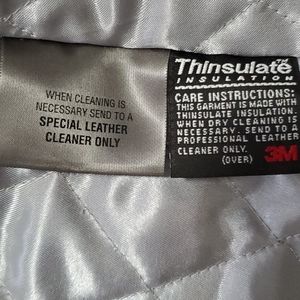 WHEN CLEANING IS
NECESSARY SEND TO A
SPECIAL LEATHER
CLEANER ONLY
Thinsulate™
INSULATION
CARE INSTRUCTIONS:
THIS GARMENT IS MADE WITH
THINSULATE INSULATION
WHEN DRY CLEANING IS
NECESSARY. SEND TO A
PROFESSIONAL LEATHER
CLEANER ONLY.
(OVER) 3M